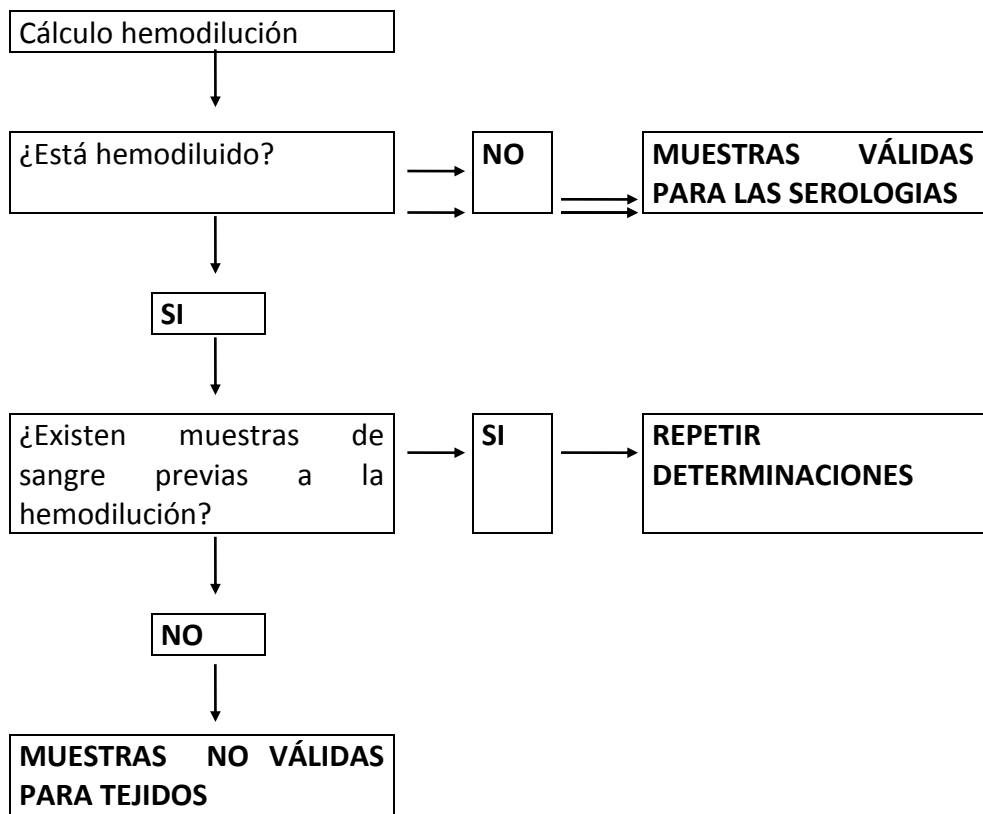 Cálculo hemodilución
¿Está hemodiluido?
NO
MUESTRAS VÁLIDAS
PARA LAS SEROLOGIAS
SI
¿Existen muestras de
sangre previas a la
hemodilución?
SI
REPETIR
DETERMINACIONES
NO
MUESTRAS NO VÁLIDAS
PARA TEJIDOS